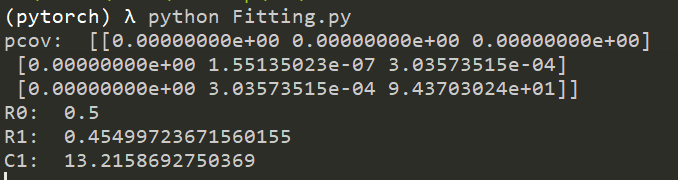 (pytorch) λ python Fitting.py
pcov:  [[0.00000000e+00 0.00000000e+00 0.00000000e+00]
 [0.00000000e+00 1.55135023e-07 3.03573515e-04]
 [0.00000000e+00 3.03573515e-04 9.43703024e+01]]
R0:  0.5
R1:  0.45499723671560155
C1:  13.2158692750369